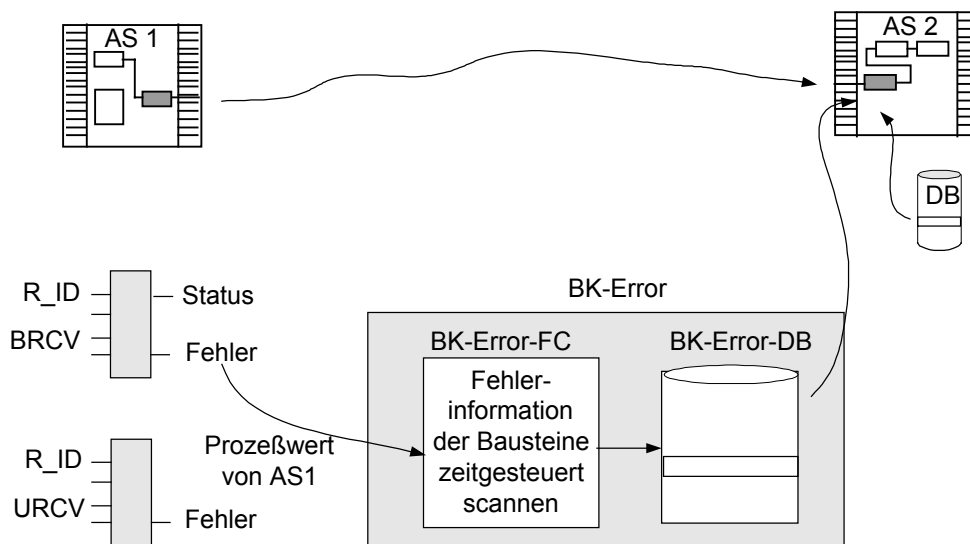 AS 1
AS 2
DB
R_ID
BRCV
Status
Fehler
BK-Error
BK-Error-FC
BK-Error-DB
Fehler-
information
der Bausteine
zeitgesteuert
scannen
Prozeßwert
von AS1
R_ID
URCV
Fehler